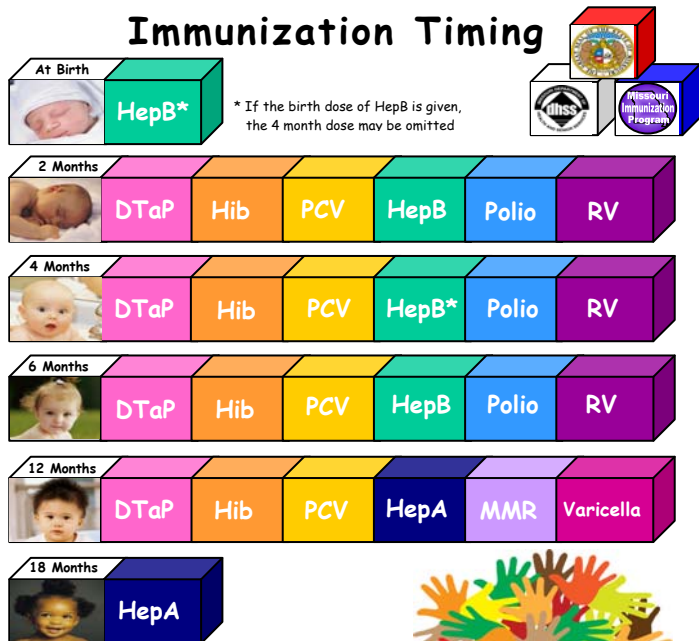 Immunization Timing
At Birth
HepB*
* If the birth dose of HepB is given,
the 4 month dose may be omitted
dhss
Missouri
Immunization
Program
2 Months
DTaP Hib PCV HepB Polio RV
4 Months
DTaP Hib PCV HepB* Polio RV
6 Months
DTaP Hib PCV HepB Polio RV
12 Months
DTaP Hib PCV HepA MMR Varicella
18 Months
HepA